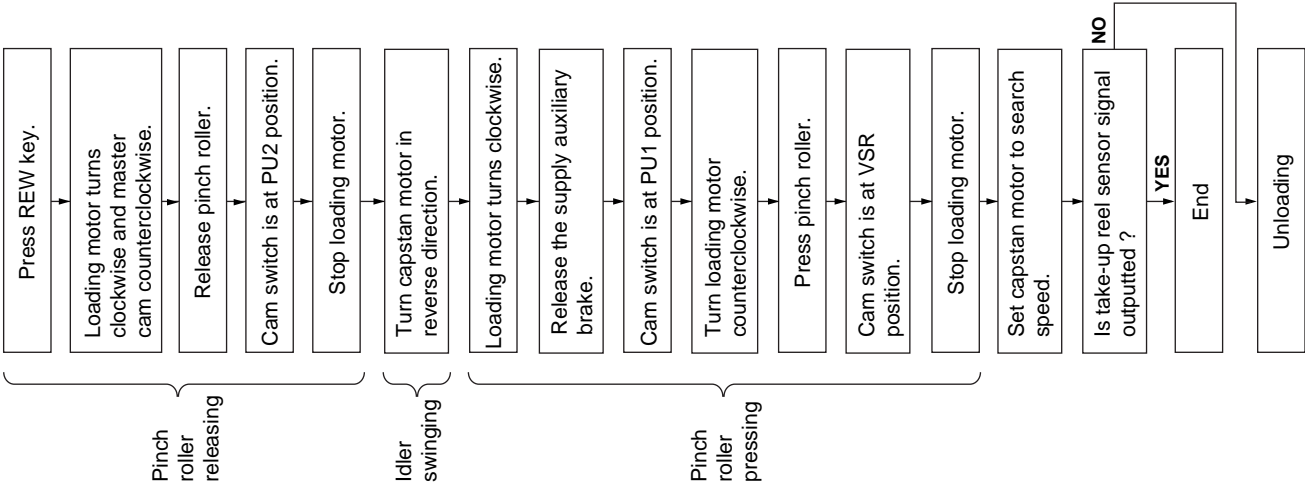 Press REW key.
Loading motor turns
clockwise and master
cam counterclockwise.
Release pinch roller.
Cam switch is at PU2 position.
Stop loading motor.
Pinch
roller
releasing
Turn capstan motor in
reverse direction.
Idler
swinging
Loading motor turns clockwise.
Release the supply auxiliary
brake.
Cam switch is at PU1 position.
Turn loading motor
counterclockwise.
Press pinch roller.
Cam switch is at VSR
position.
Stop loading motor.
Pinch
roller
pressing
Set capstan motor to search
speed.
Is take-up reel sensor signal
outputted ?
NO
YES
End
Unloading